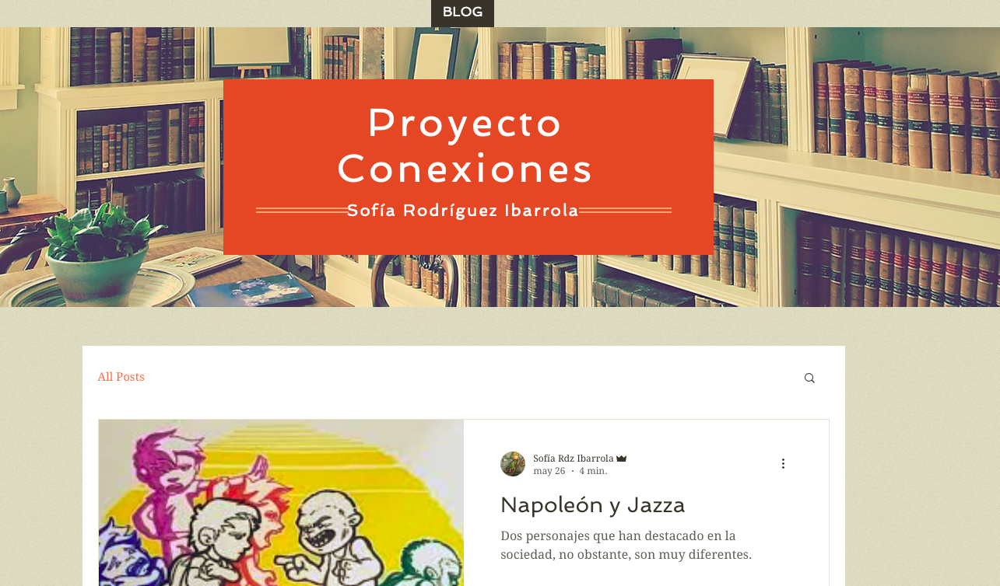 BLOG
Proyecto
Conexiones
Sofía Rodríguez Ibarrola
All Posts
Sofía Rdz Ibarrola
may 26 · 4 min.
Napoleón y Jazza
Dos personajes que han destacado en la
sociedad, no obstante, son muy diferentes.